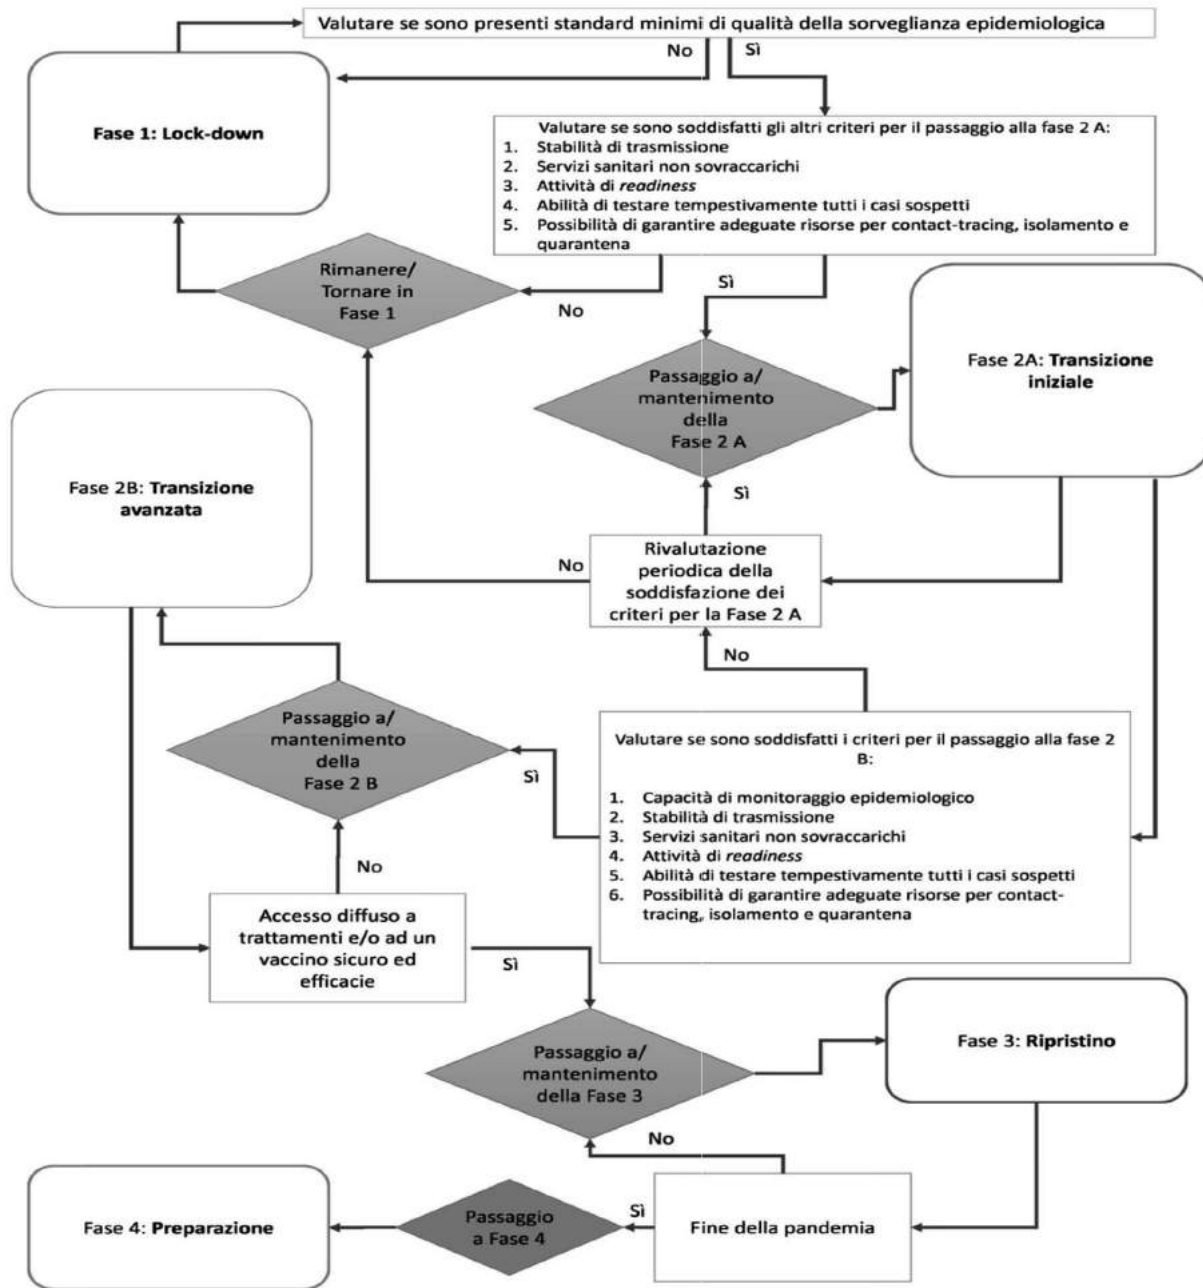 Valutare se sono presenti standard minimi di qualità della sorveglianza epidemiologica
No
Sì
Fase 1: Lock-down
Valutare se sono soddisfatti gli altri criteri per il passaggio alla fase 2 A:
1. Stabilità di trasmissione
2. Servizi sanitari non sovraccarichi
3. Attività di readiness
4. Abilità di testare tempestivamente tutti i casi sospetti
5. Possibilità di garantire adeguate risorse per contact-tracing, isolamento e
quarantena
Rimanere/
Tornare in
Fase 1
No
Sì
Passaggio a/
mantenimento
della
Fase 2 A
Fase 2A: Transizione
iniziale
Fase 2B: Transizione
avanzata
Sì
No
Rivalutazione
periodica della
soddisfazione dei
criteri per la Fase 2 A
No
Passaggio a/
mantenimento
della
Fase 2 B
Sì
Valutare se sono soddisfatti i criteri per il passaggio alla fase 2
B:
1. Capacità di monitoraggio epidemiologico
2. Stabilità di trasmissione
3. Servizi sanitari non sovraccarichi
4. Attività di readiness
5. Abilità di testare tempestivamente tutti i casi sospetti
6. Possibilità di garantire adeguate risorse per contact-
tracing, isolamento e quarantena
No
Accesso diffuso a
trattamenti e/o ad un
vaccino sicuro ed
efficacie
Sì
Passaggio a/
mantenimento
della Fase 3
Fase 3: Ripristino
No
Fase 4: Preparazione
Passaggio
a Fase 4
Sì
Fine della pandemia